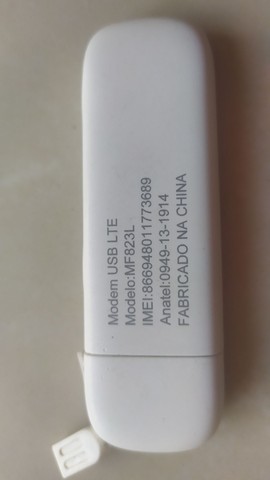 Modem USB LTE
Modelo:MF823L
IMEI:866948011773689
Anatel:0949-13-1914
FABRICADO NA CHINA